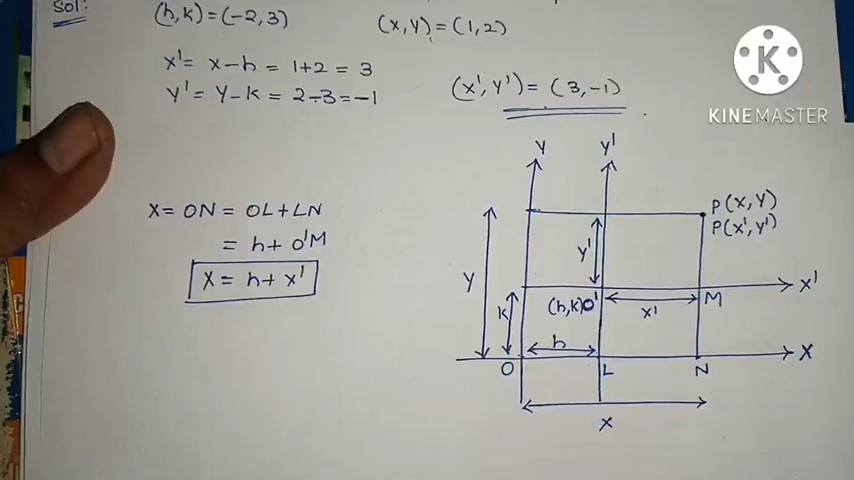 Sol:
(h,k)=(-2,3)
(x,y)=(1,2)
x' = x-h = 1+2 = 3
y' = y-k = 2-3=-1
(x',y')= (3,-1)
K
KINEMASTER
x= ON= OL+LN
= h+ O'M
x= h+x'
y
y'
P(x,y)
P(x',y')
y'
y
x'
k
(h,k)O'
x'
M
h
x
O
L
N
x